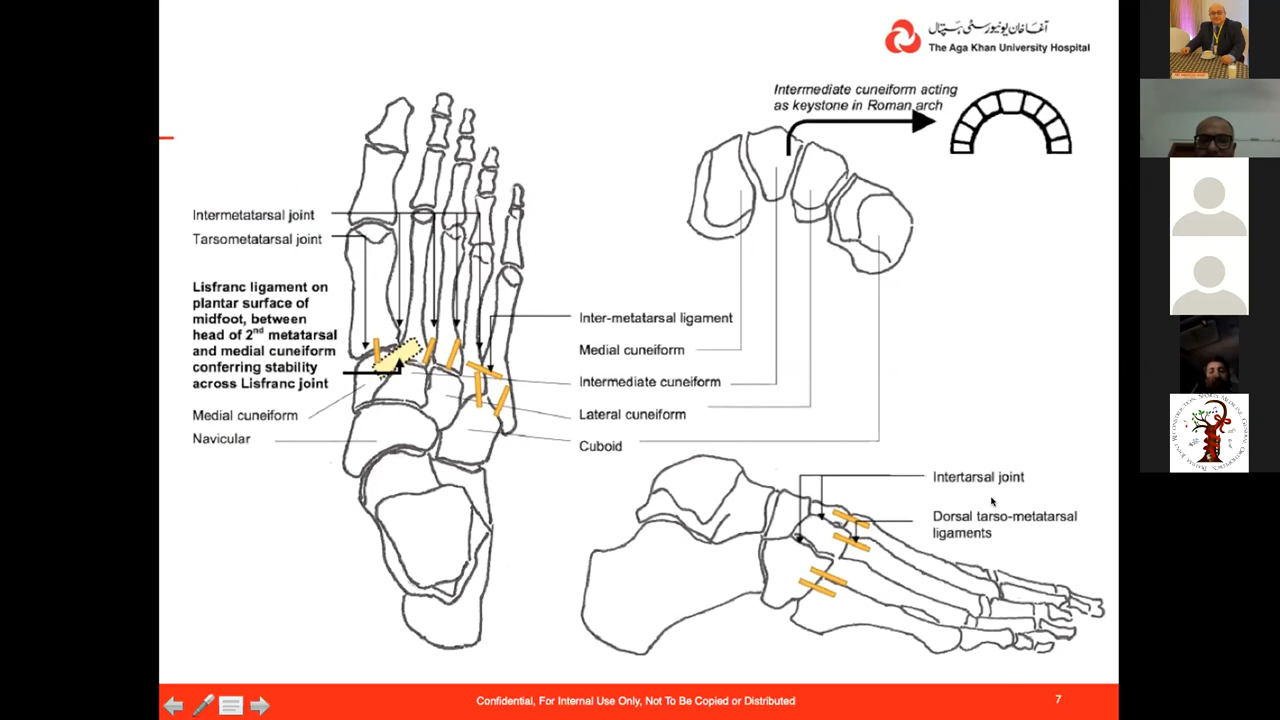 آغا خان یونیورسٹی ہسپتال
The Aga Khan University Hospital
Intermediate cuneiform acting
as keystone in Roman arch
Intermetatarsal joint
Tarsometatarsal joint
Lisfranc ligament on
plantar surface of
midfoot, between
head of 2nd metatarsal
and medial cuneiform
conferring stability
across Lisfranc joint
Medial cuneiform
Navicular
Inter-metatarsal ligament
Medial cuneiform
Intermediate cuneiform
Lateral cuneiform
Cuboid
Intertarsal joint
Dorsal tarso-metatarsal
ligaments
Confidential, For Internal Use Only, Not To Be Copied or Distributed
7